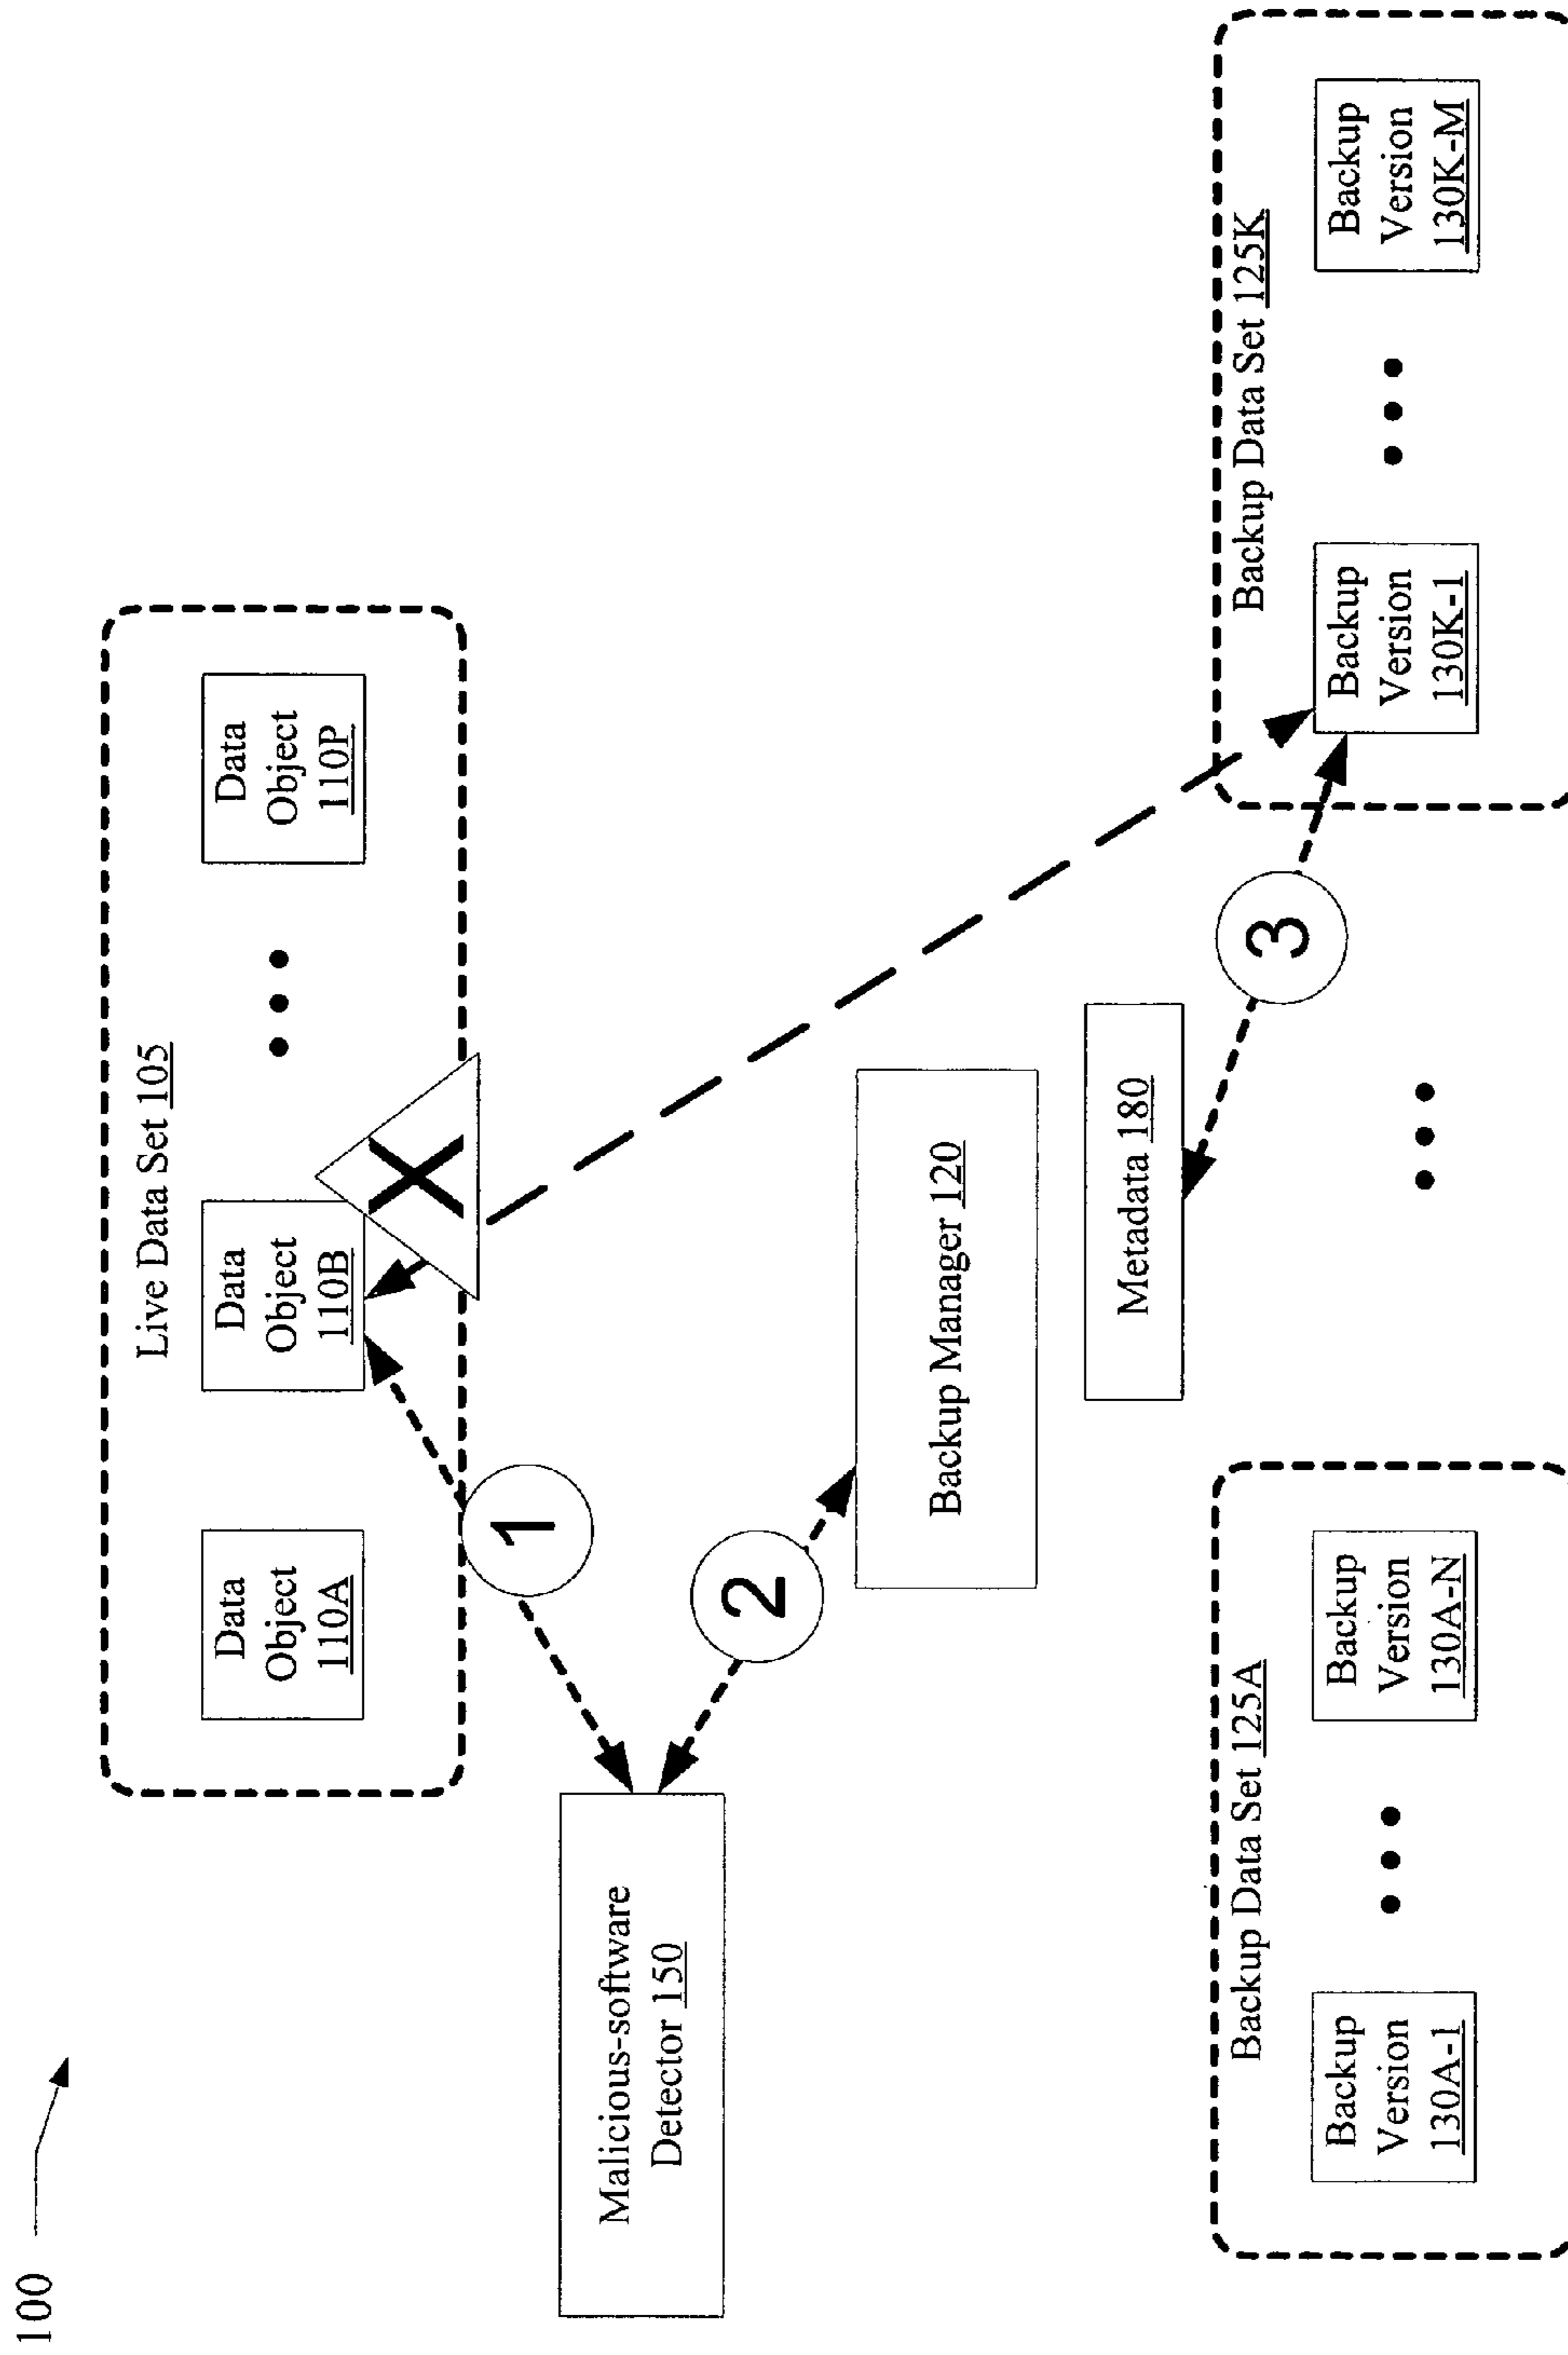 100
Live Data Set 105
Data
Object
110A
Data
Object
110B
Data
Object
110P
X
1
Malicious-software
Detector 150
2
Backup Manager 120
Metadata 180
3
Backup Data Set 125A
Backup
Version
130A-1
Backup
Version
130A-N
Backup Data Set 125K
Backup
Version
130K-1
Backup
Version
130K-M